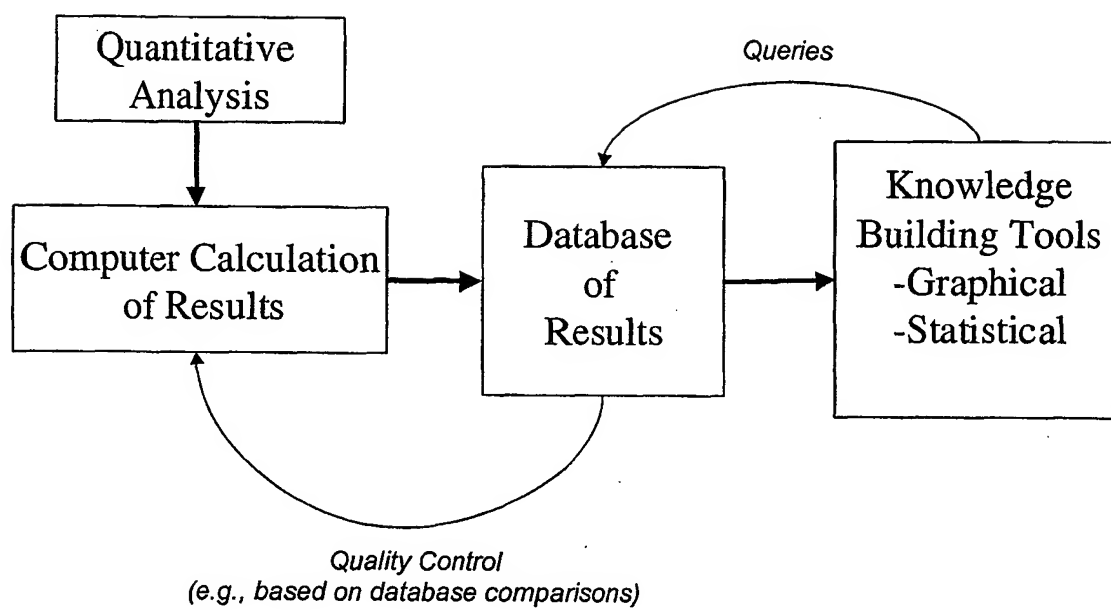 Quantitative
Analysis
Queries
Computer Calculation
of Results
Database
of
Results
Knowledge
Building Tools
-Graphical
-Statistical
Quality Control
(e.g., based on database comparisons)